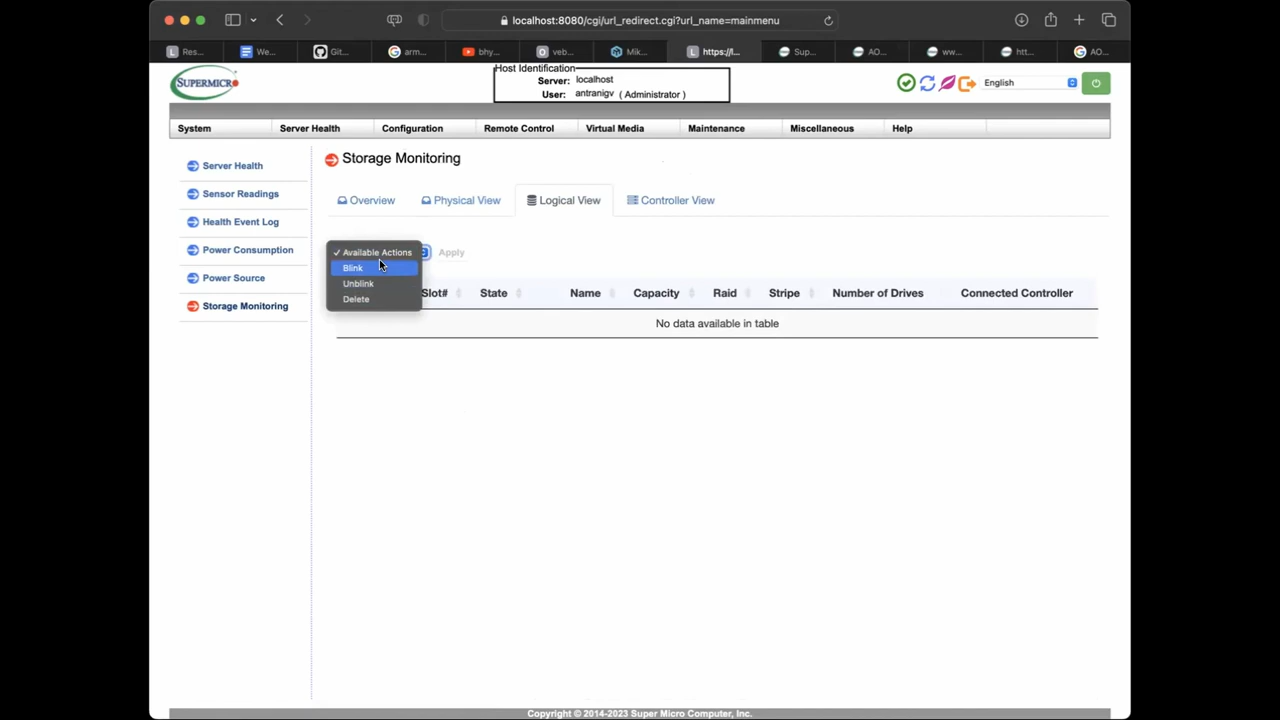 localhost:8080/cgi/url_redirect.cgi?url_name=mainmenu
Res... We... Git... arm... bhy... veb... Mik... https://l... Sup... AO... ww... htt... AO...
SUPERMICRO
Host Identification
Server: localhost
User: antranigv ( Administrator )
English
System Server Health Configuration Remote Control Virtual Media Maintenance Miscellaneous Help
Server Health
Sensor Readings
Health Event Log
Power Consumption
Power Source
Storage Monitoring
Storage Monitoring
Overview Physical View Logical View Controller View
✓ Available Actions Apply
Blink
Unblink
Delete
Slot# State Name Capacity Raid Stripe Number of Drives Connected Controller
No data available in table
Copyright © 2014-2023 Super Micro Computer, Inc.